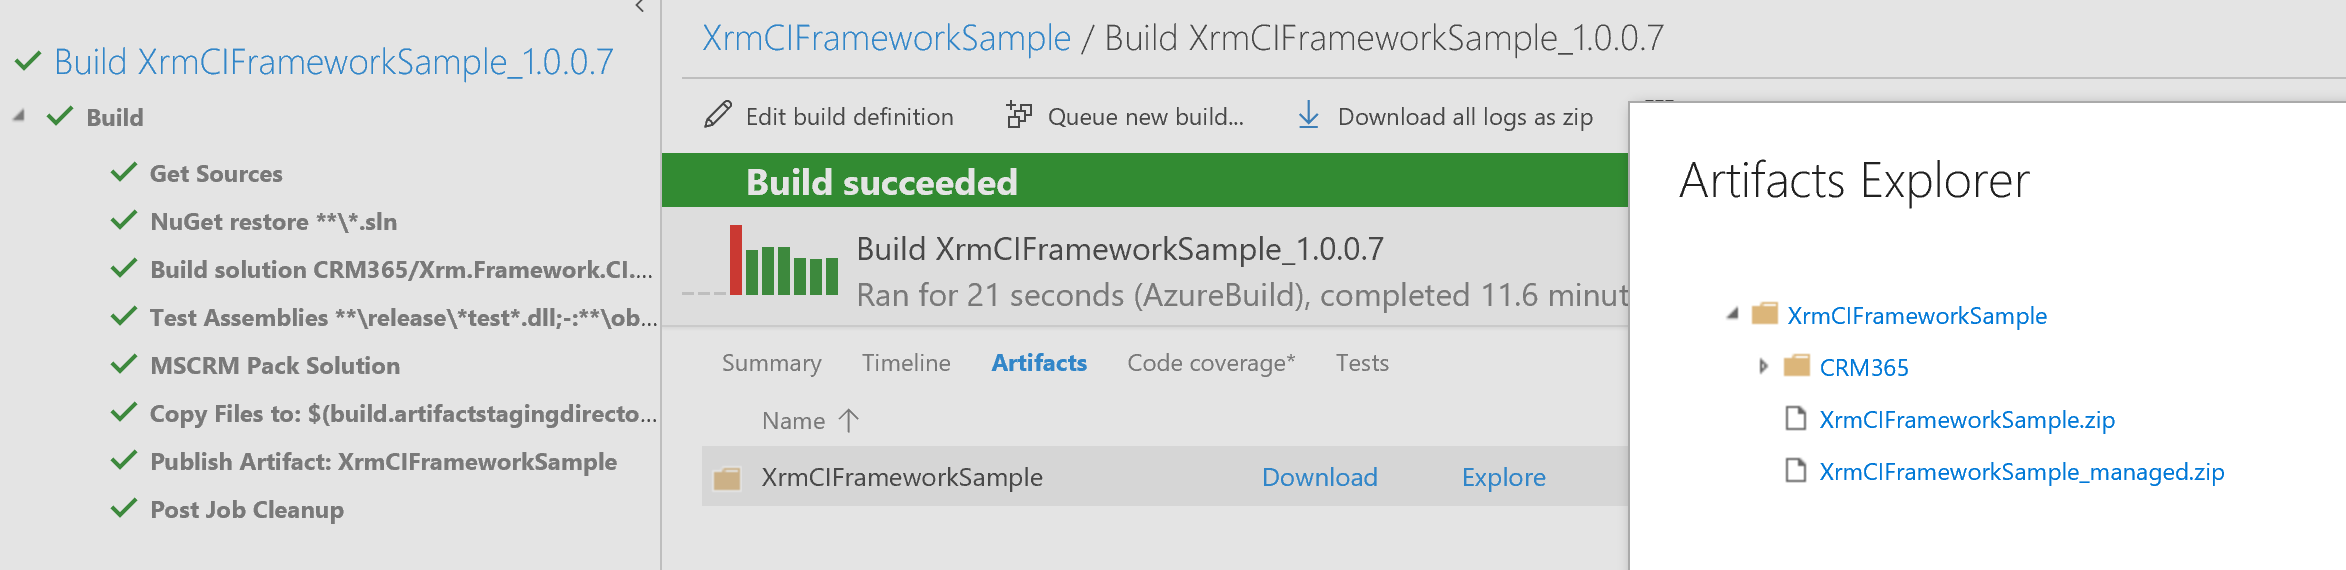 Build XrmCIFrameworkSample_1.0.0.7
Build
Get Sources
NuGet restore **\*.sln
Build solution CRM365/Xrm.Framework.CI....
Test Assemblies **\release\*test*.dll;-:**\ob...
MSCRM Pack Solution
Copy Files to: $(build.artifactstagingdirecto...
Publish Artifact: XrmCIFrameworkSample
Post Job Cleanup
XrmCIFrameworkSample / Build XrmCIFrameworkSample_1.0.0.7
Edit build definition Queue new build... Download all logs as zip
Build succeeded
Build XrmCIFrameworkSample_1.0.0.7
Ran for 21 seconds (AzureBuild), completed 11.6 minut
Summary Timeline Artifacts Code coverage* Tests
Name
XrmCIFrameworkSample Download Explore
Artifacts Explorer
XrmCIFrameworkSample
CRM365
XrmCIFrameworkSample.zip
XrmCIFrameworkSample_managed.zip